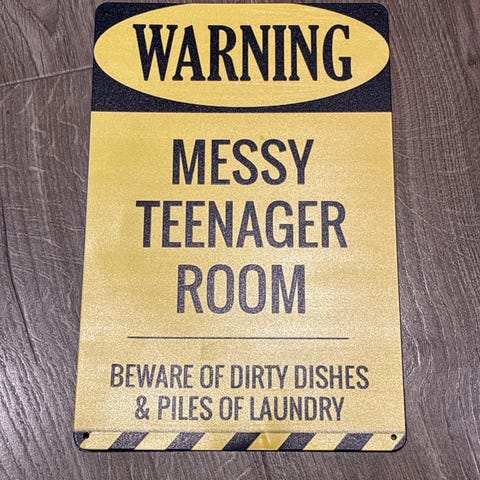 WARNING
MESSY
TEENAGER
ROOM
BEWARE OF DIRTY DISHES
& PILES OF LAUNDRY